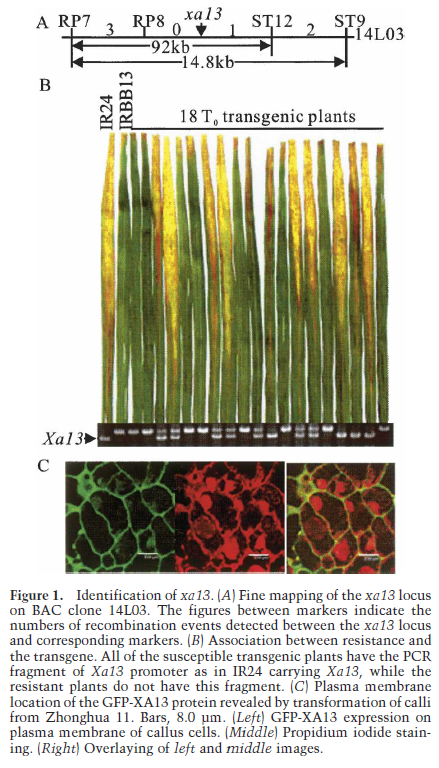 A RP7 RP8 xa13 ST12 ST9
3 0 1 2 14L03
92kb
14.8kb
B
IR24
IRBB13
18 T0 transgenic plants
Xa13
C
Figure 1. Identification of xa13. (A) Fine mapping of the xa13 locus
on BAC clone 14L03. The figures between markers indicate the
numbers of recombination events detected between the xa13 locus
and corresponding markers. (B) Association between resistance and
the transgene. All of the susceptible transgenic plants have the PCR
fragment of Xa13 promoter as in IR24 carrying Xa13, while the
resistant plants do not have this fragment. (C) Plasma membrane
location of the GFP-XA13 protein revealed by transformation of calli
from Zhonghua 11. Bars, 8.0 μm. (Left) GFP-XA13 expression on
plasma membrane of callus cells. (Middle) Propidium iodide stain-
ing. (Right) Overlaying of left and middle images.